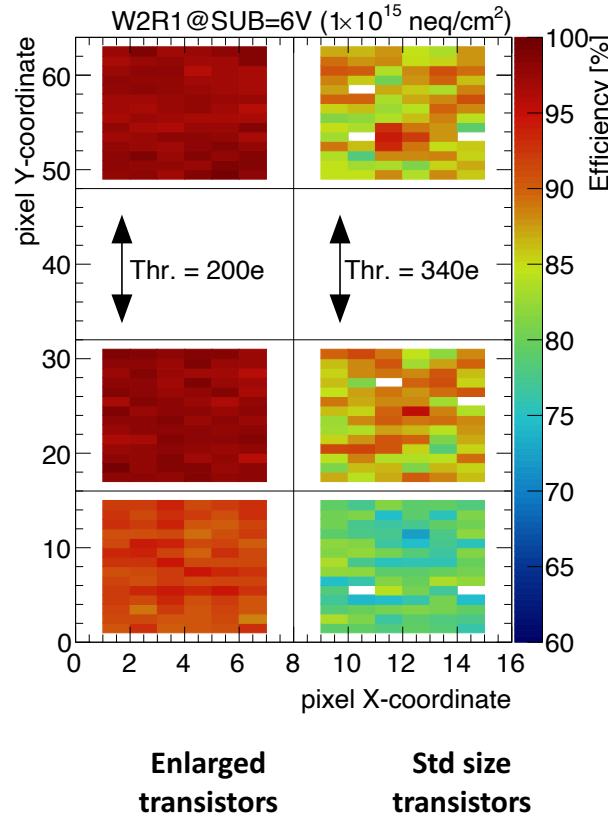 W2R1@SUB=6V (1×10¹⁵ neq/cm²)
pixel Y-coordinate
60
50
40
30
20
10
0
Thr. = 200e
Thr. = 340e
0 2 4 6 8 10 12 14 16
pixel X-coordinate
100
95
90
85
80
75
70
65
60
Efficiency [%]
Enlarged
transistors
Std size
transistors